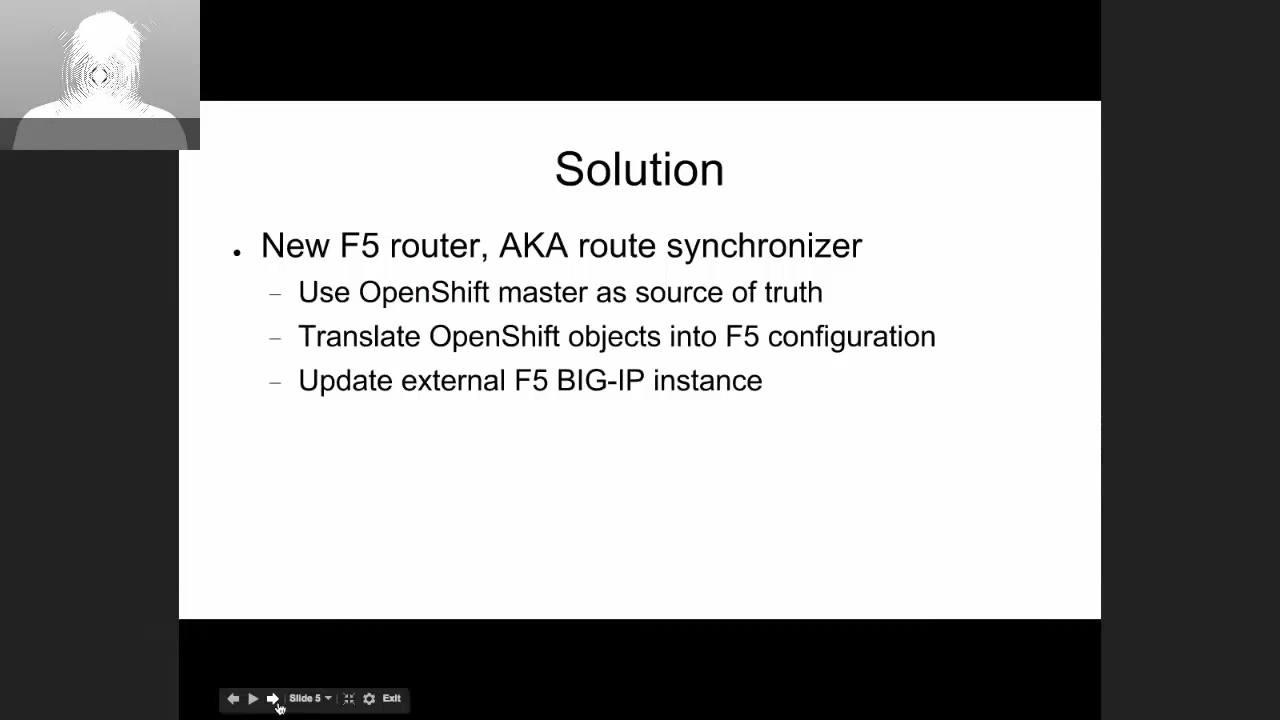 Solution
• New F5 router, AKA route synchronizer
– Use OpenShift master as source of truth
– Translate OpenShift objects into F5 configuration
– Update external F5 BIG-IP instance
Slide 5 Exit